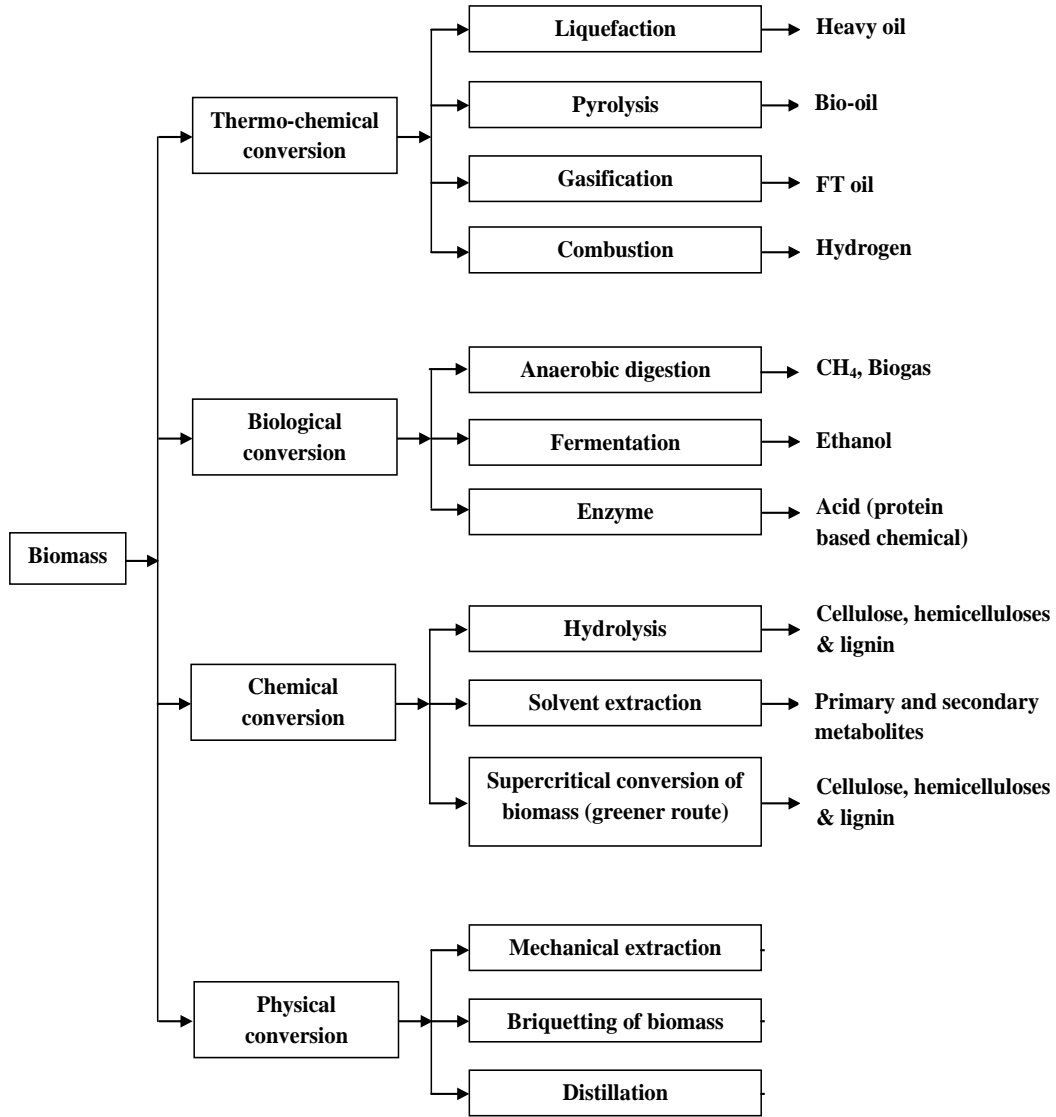 Liquefaction
Heavy oil
Pyrolysis
Bio-oil
Thermo-chemical
conversion
Gasification
FT oil
Combustion
Hydrogen
Anaerobic digestion
CH₄, Biogas
Biological
conversion
Fermentation
Ethanol
Enzyme
Acid (protein
based chemical)
Biomass
Hydrolysis
Cellulose, hemicelluloses
& lignin
Chemical
conversion
Solvent extraction
Primary and secondary
metabolites
Supercritical conversion of
biomass (greener route)
Cellulose, hemicelluloses
& lignin
Mechanical extraction
Physical
conversion
Briquetting of biomass
Distillation